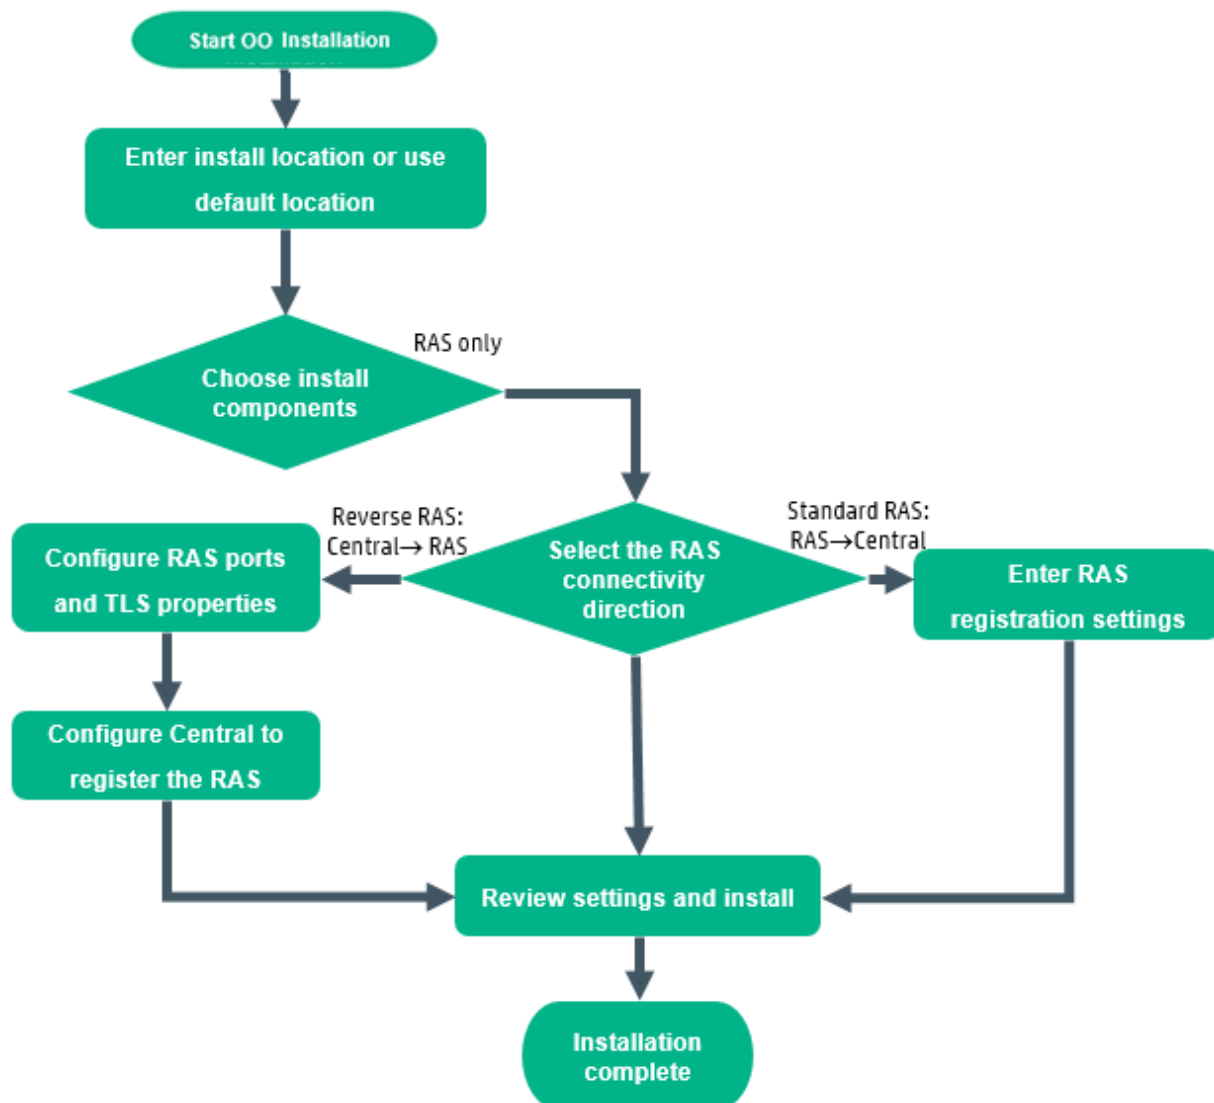 Start OO Installation
Enter install location or use
default location
RAS only
Choose install
components
Reverse RAS:
Central→ RAS
Standard RAS:
RAS→Central
Configure RAS ports
and TLS properties
Select the RAS
connectivity
direction
Enter RAS
registration settings
Configure Central to
register the RAS
Review settings and install
Installation
complete